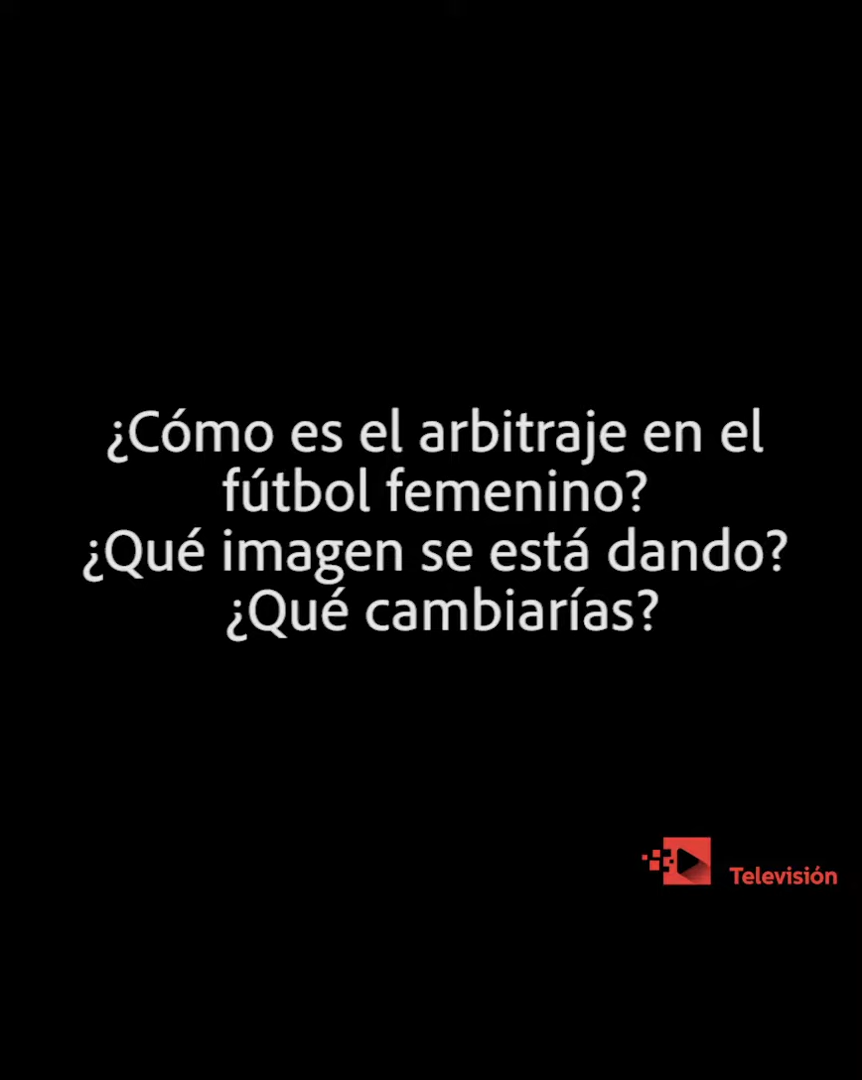 ¿Cómo es el arbitraje en el
fútbol femenino?
¿Qué imagen se está dando?
¿Qué cambiarías?
Televisión